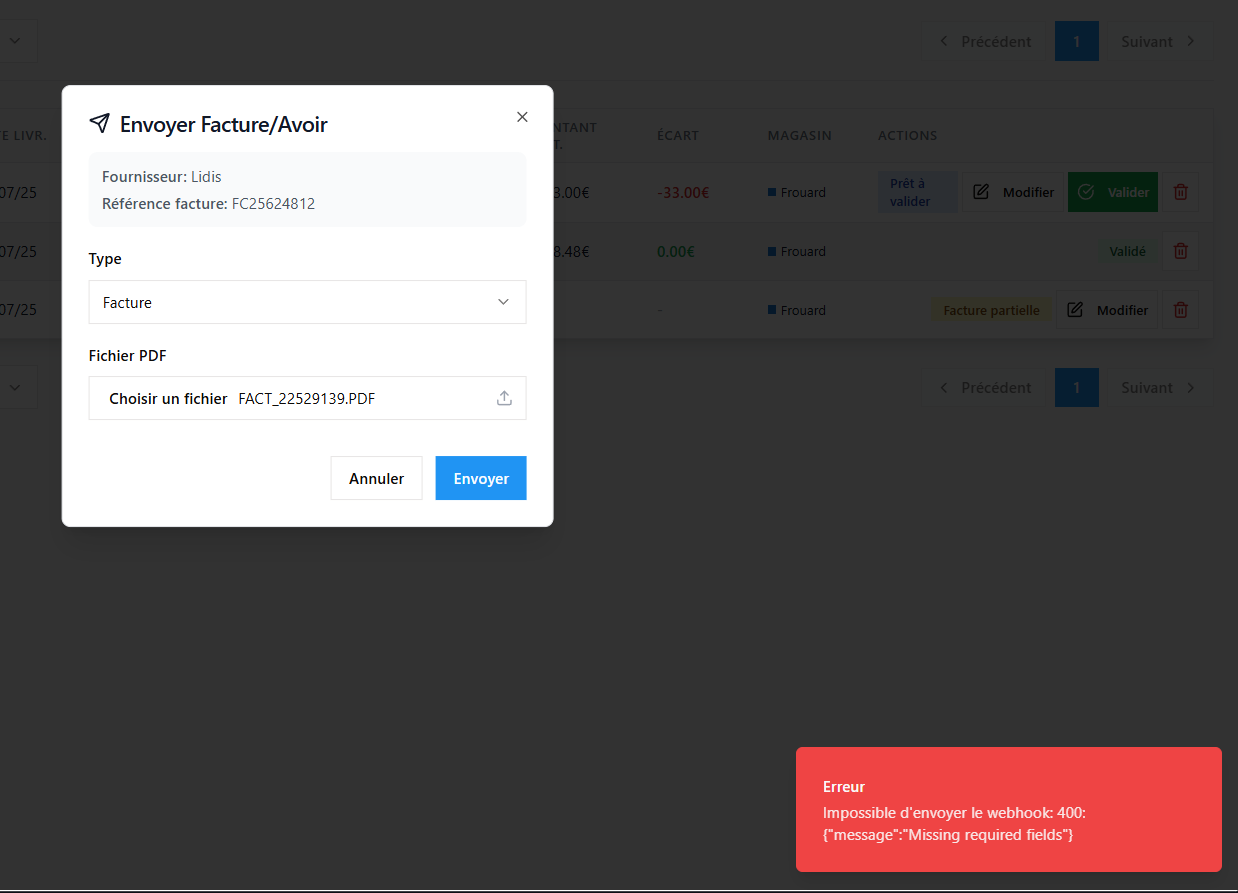 Précédent 1 Suivant
Envoyer Facture/Avoir
Fournisseur: Lidis
Référence facture: FC25624812
Type
Facture
Fichier PDF
Choisir un fichier FACT_22529139.PDF
Annuler Envoyer
E LIVR. NTANT T. ÉCART MAGASIN ACTIONS
07/25 3.00€ -33.00€ Frouard Prêt à valider Modifier Valider
07/25 8.48€ 0.00€ Frouard Validé
07/25 - Frouard Facture partielle Modifier
Précédent 1 Suivant
Erreur
Impossible d'envoyer le webhook: 400:
{"message":"Missing required fields"}